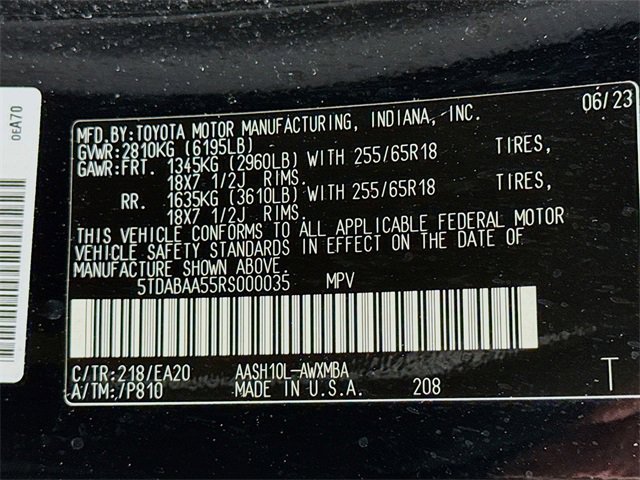 0EA70
06/23
MFD.BY:TOYOTA MOTOR MANUFACTURING, INDIANA, INC.
GVWR:2810KG (6195LB)
GAWR:FRT. 1345KG (2960LB) WITH 255/65R18 TIRES,
18X7 1/2J RIMS.
RR. 1635KG (3610LB) WITH 255/65R18 TIRES,
18X7 1/2J RIMS.
THIS VEHICLE CONFORMS TO ALL APPLICABLE FEDERAL MOTOR
VEHICLE SAFETY STANDARDS IN EFFECT ON THE DATE OF
MANUFACTURE SHOWN ABOVE.
5TDABAA55RS000035 MPV
C/TR:218/EA20 AASH10L-AWXMBA
A/TM:/P810 MADE IN U.S.A. 208 T